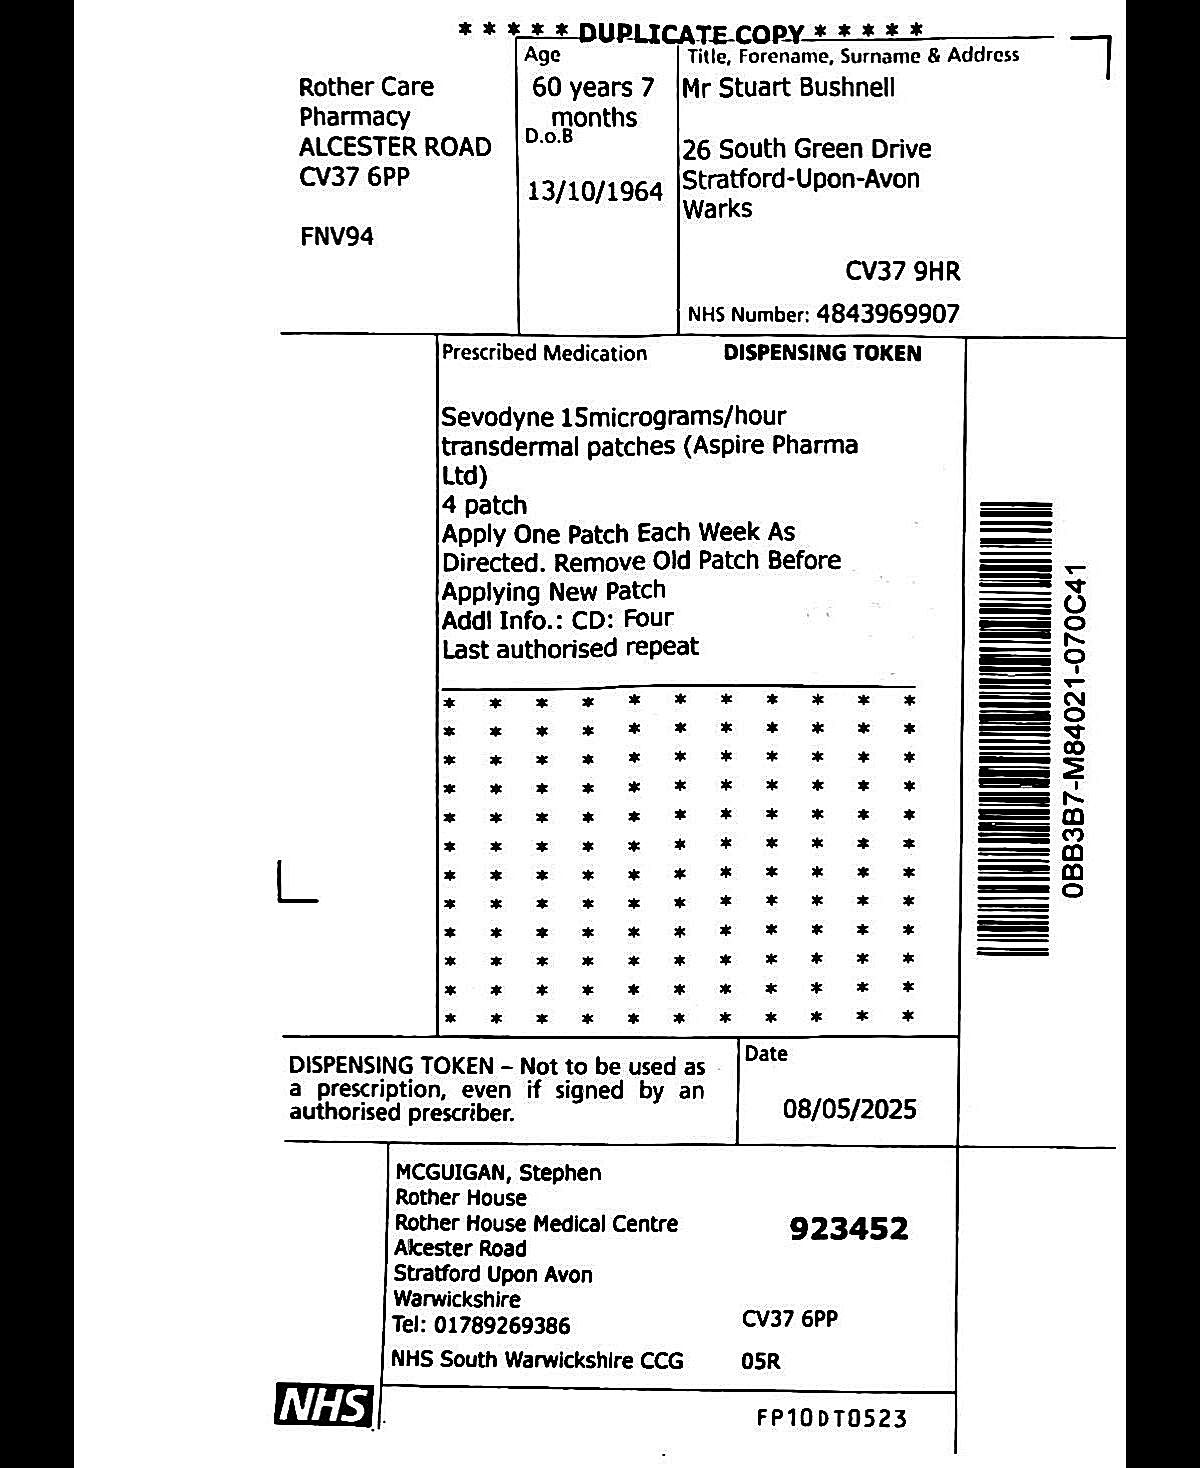 * * * * * DUPLICATE COPY * * * * *
Rother Care
Pharmacy
ALCESTER ROAD
CV37 6PP
FNV94
Age
60 years 7
months
D.o.B
13/10/1964
Title, Forename, Surname & Address
Mr Stuart Bushnell
26 South Green Drive
Stratford-Upon-Avon
Warks
CV37 9HR
NHS Number: 4843969907
Prescribed Medication DISPENSING TOKEN
Sevodyne 15micrograms/hour
transdermal patches (Aspire Pharma
Ltd)
4 patch
Apply One Patch Each Week As
Directed. Remove Old Patch Before
Applying New Patch
Addl Info.: CD: Four
Last authorised repeat
* * * * * * * * * * *
* * * * * * * * * * *
* * * * * * * * * * *
* * * * * * * * * * *
* * * * * * * * * * *
* * * * * * * * * * *
* * * * * * * * * * *
* * * * * * * * * * *
* * * * * * * * * * *
* * * * * * * * * * *
* * * * * * * * * * *
* * * * * * * * * * *
0BB3B7-M84021-070C41
DISPENSING TOKEN – Not to be used as
a prescription, even if signed by an
authorised prescriber.
Date
08/05/2025
MCGUIGAN, Stephen
Rother House
Rother House Medical Centre
Alcester Road
Stratford Upon Avon
Warwickshire
Tel: 01789269386
NHS South Warwickshire CCG
923452
CV37 6PP
05R
NHS
FP10DT0523